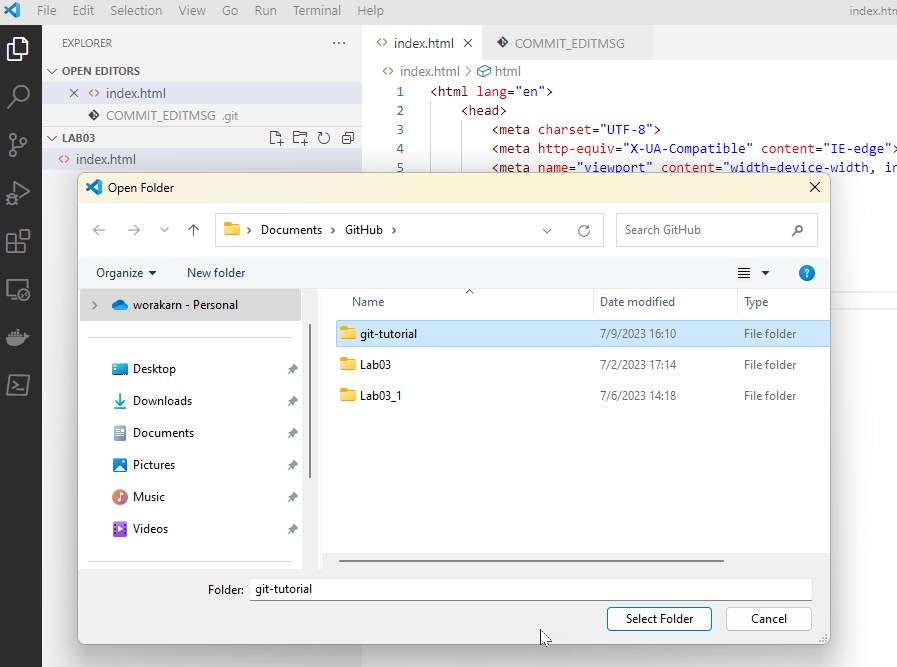 File Edit Selection View Go Run Terminal Help index.htm
EXPLORER ...
index.html
COMMIT_EDITMSG
OPEN EDITORS
index.html
COMMIT_EDITMSG .git
LAB03
index.html
index.html > html
1 <html lang="en">
2 <head>
3 <meta charset="UTF-8">
4 <meta http-equiv="X-UA-Compatible" content="IE-edge">
5 <meta name="viewport" content="width=device-width, in
Open Folder
Documents > GitHub >
Search GitHub
Organize New folder
?
worakarn - Personal
Desktop
Downloads
Documents
Pictures
Music
Videos
Name Date modified Type
git-tutorial 7/9/2023 16:10 File folder
Lab03 7/2/2023 17:14 File folder
Lab03_1 7/6/2023 14:18 File folder
Folder: git-tutorial
Select Folder Cancel